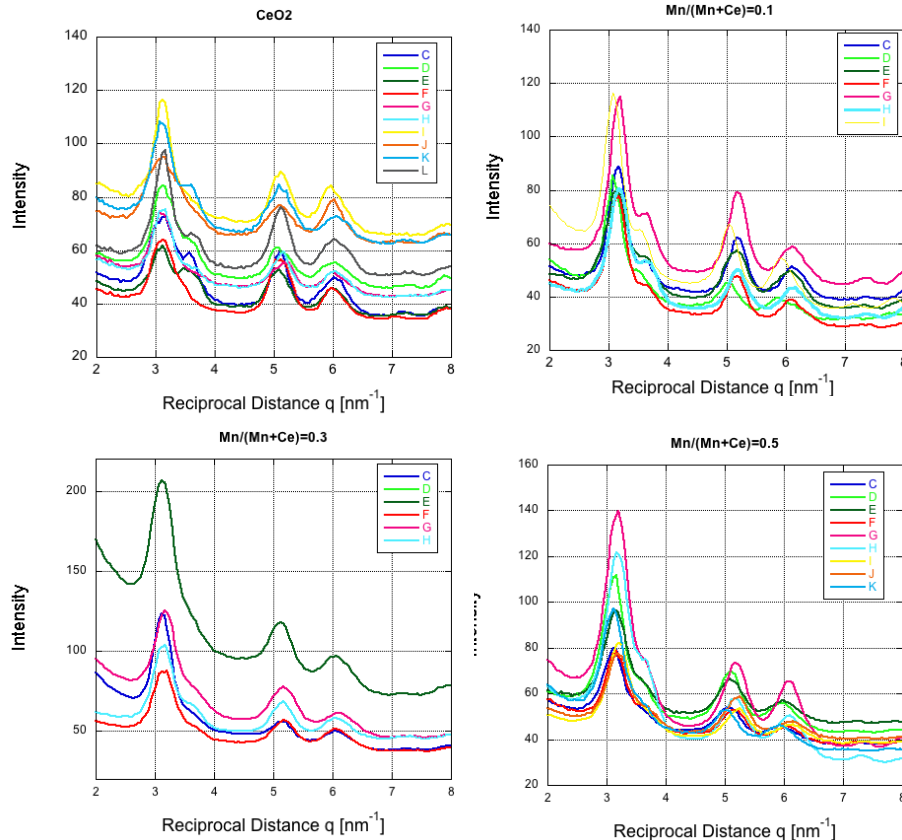 CeO2
140
120
100
80
60
40
20
2
3
4
5
6
7
8
Intensity
Reciprocal Distance q [nm⁻¹]
C
D
E
F
G
H
I
J
K
L
Mn/(Mn+Ce)=0.1
140
120
100
80
60
40
20
2
3
4
5
6
7
8
Intensity
Reciprocal Distance q [nm⁻¹]
C
D
E
F
G
H
I
Mn/(Mn+Ce)=0.3
200
150
100
50
2
3
4
5
6
7
8
Intensity
Reciprocal Distance q [nm⁻¹]
C
D
E
F
G
H
Mn/(Mn+Ce)=0.5
160
140
120
100
80
60
40
20
2
3
4
5
6
7
8
Reciprocal Distance q [nm⁻¹]
C
D
E
F
G
H
I
J
K